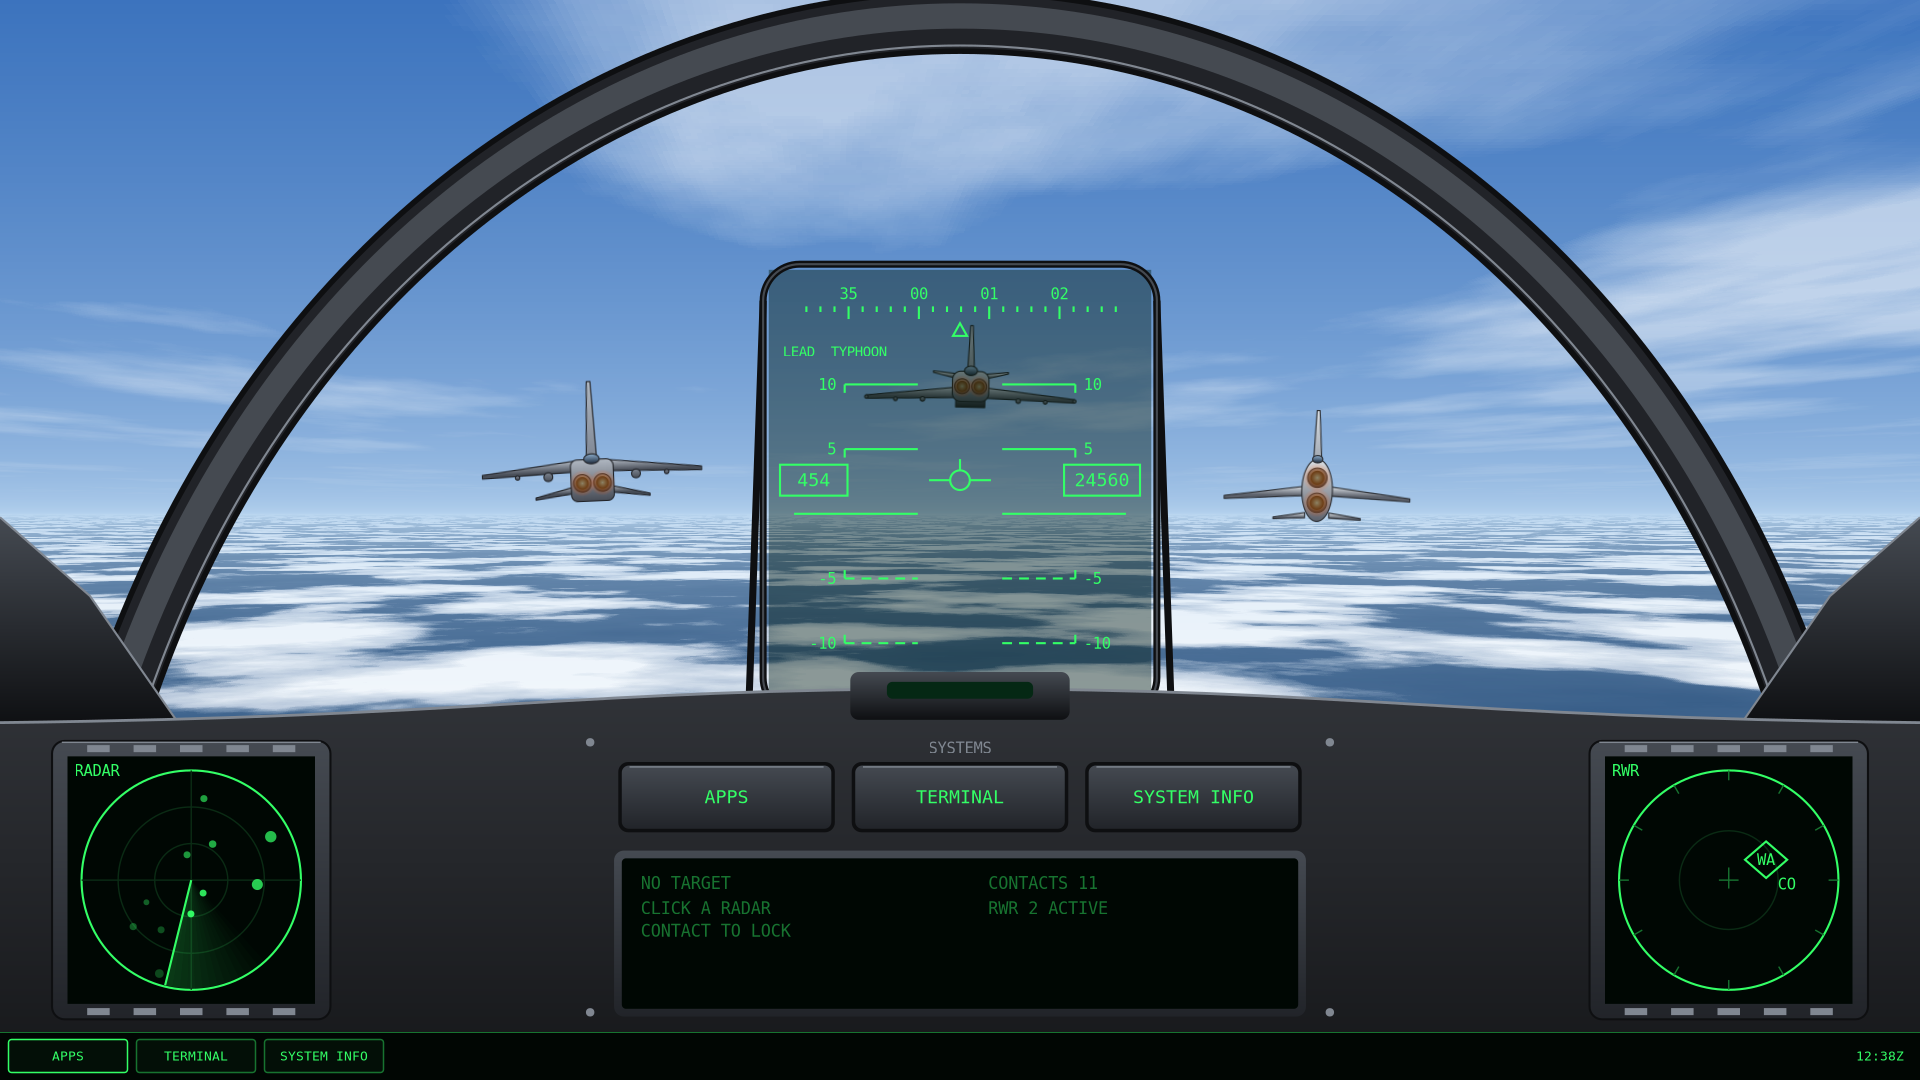 35 00 01 02
LEAD TYPHOON
10 10
5 5
454 24560
-5 -5
-10 -10
SYSTEMS
RADAR
APPS TERMINAL SYSTEM INFO
RWR
WA
CO
NO TARGET
CLICK A RADAR
CONTACT TO LOCK
CONTACTS 11
RWR 2 ACTIVE
APPS TERMINAL SYSTEM INFO
12:38Z